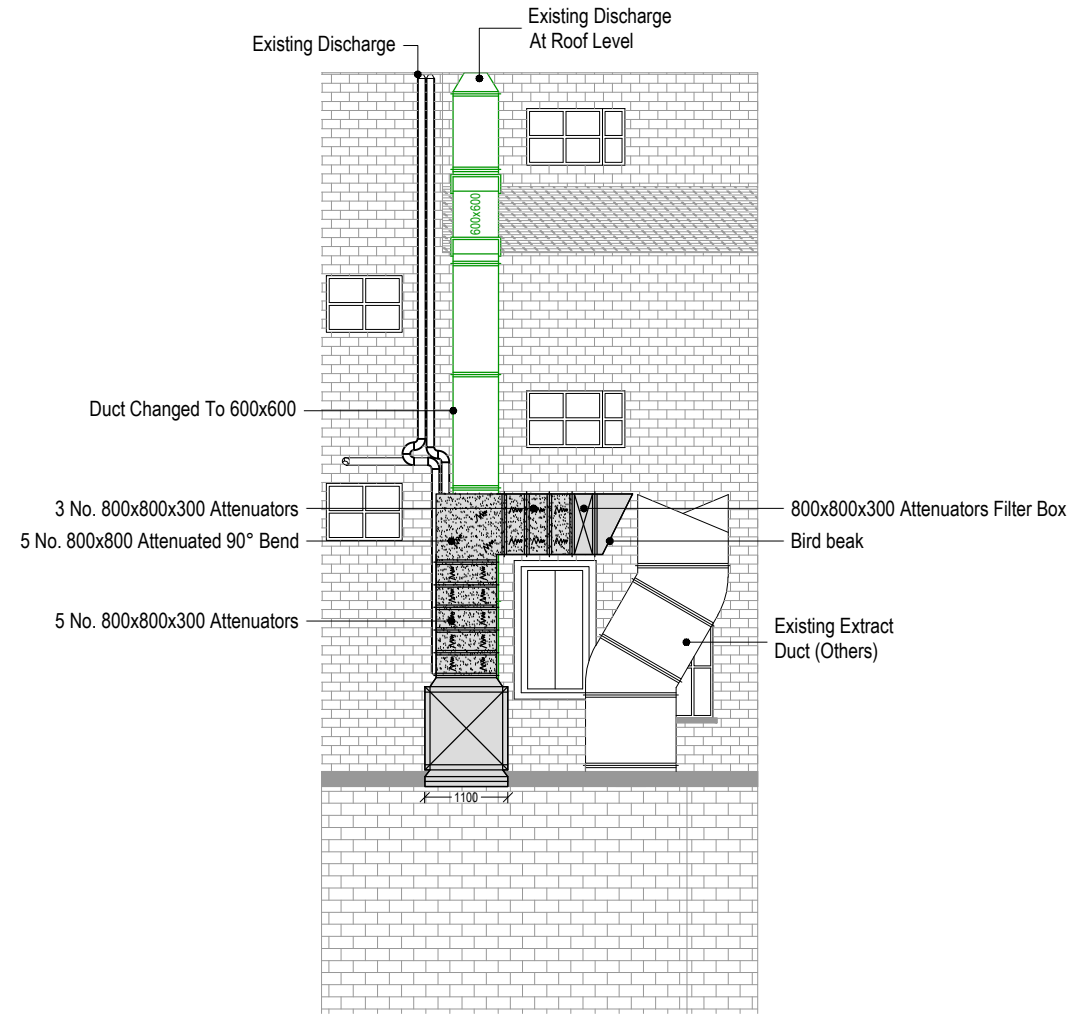 Existing Discharge
At Roof Level
Existing Discharge
600x600
Duct Changed To 600x600
3 No. 800x800x300 Attenuators
800x800x300 Attenuators Filter Box
5 No. 800x800 Attenuated 90° Bend
Bird beak
5 No. 800x800x300 Attenuators
Existing Extract
Duct (Others)
1100